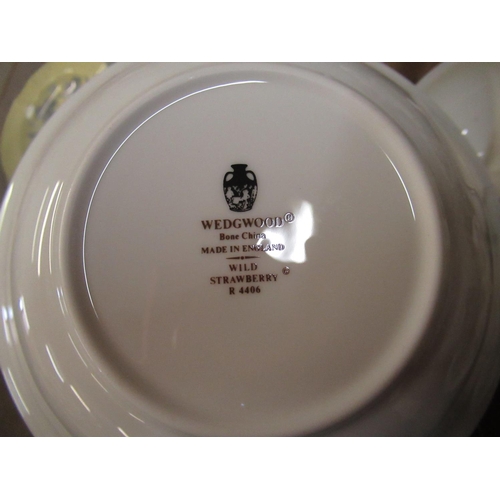 WEDGWOOD®
Bone China
MADE IN ENGLAND
WILD
STRAWBERRY ©
R 4406